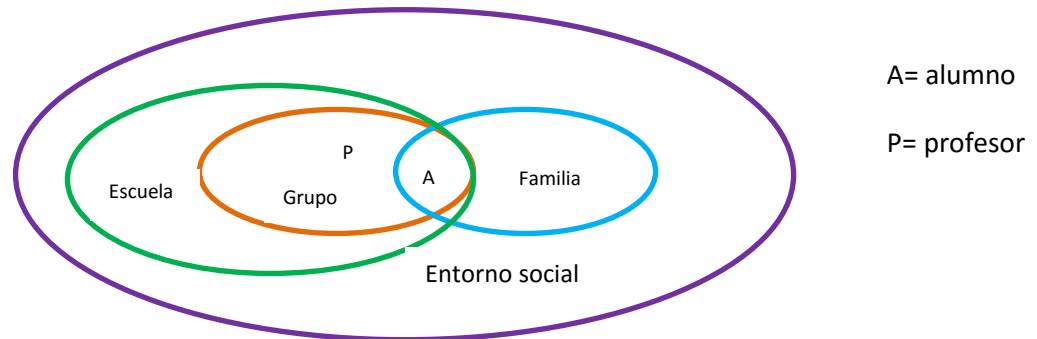 A= alumno
P= profesor
P
A
Familia
Escuela
Grupo
Entorno social